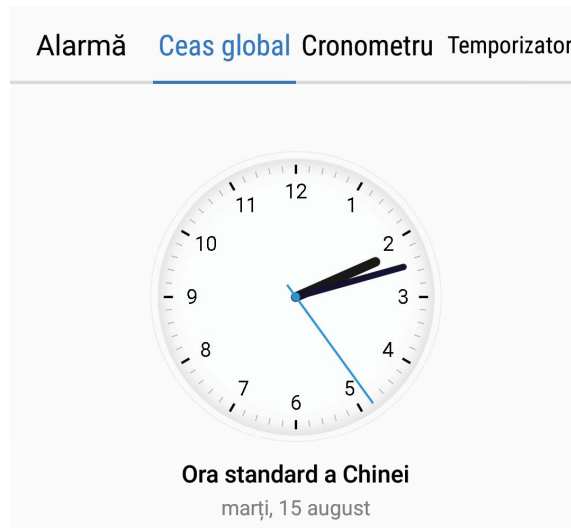 Alarmă Ceas global Cronometru Temporizator
12
11 1
10 2
9 3
8 4
7 5
6
Ora standard a Chinei
marți, 15 august